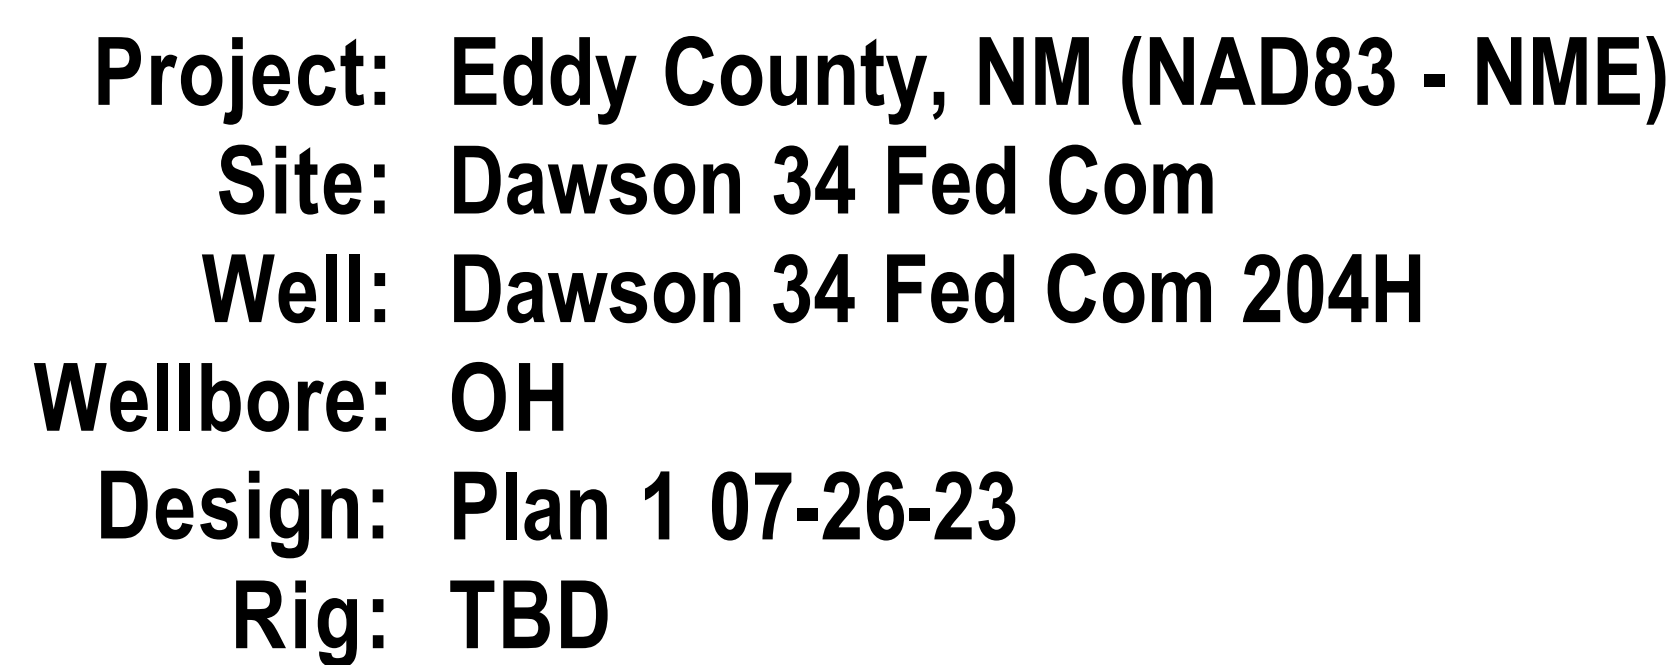 Project: Eddy County, NM (NAD83 - NME)
Site: Dawson 34 Fed Com
Well: Dawson 34 Fed Com 204H
Wellbore: OH
Design: Plan 1 07-26-23
Rig: TBD